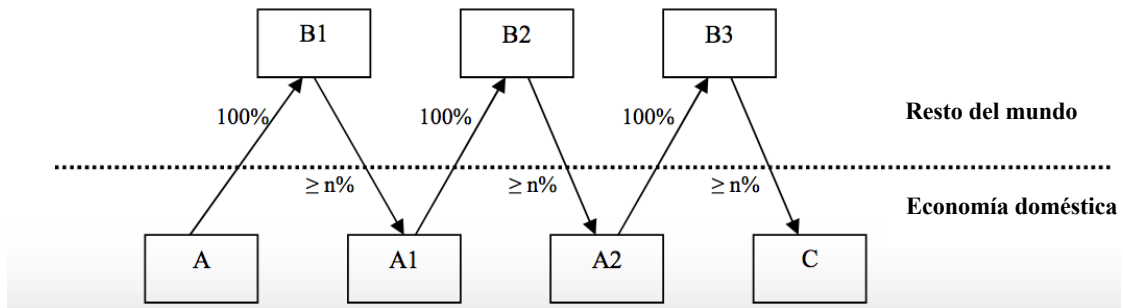 B1 B2 B3
100% 100% 100% Resto del mundo
≥ n% ≥ n% ≥ n%
Economía doméstica
A A1 A2 C